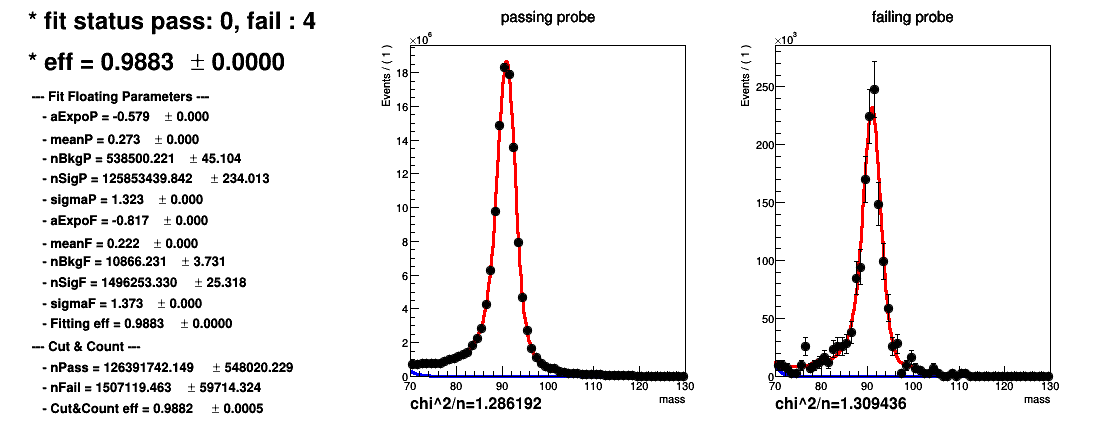 * fit status pass: 0, fail : 4
* eff = 0.9883 ± 0.0000
--- Fit Floating Parameters ---
- aExpoP = -0.579 ± 0.000
- meanP = 0.273 ± 0.000
- nBkgP = 538500.221 ± 45.104
- nSigP = 125853439.842 ± 234.013
- sigmaP = 1.323 ± 0.000
- aExpoF = -0.817 ± 0.000
- meanF = 0.222 ± 0.000
- nBkgF = 10866.231 ± 3.731
- nSigF = 1496253.330 ± 25.318
- sigmaF = 1.373 ± 0.000
- Fitting eff = 0.9883 ± 0.0000
--- Cut & Count ---
- nPass = 126391742.149 ± 548020.229
- nFail = 1507119.463 ± 59714.324
- Cut&Count eff = 0.9882 ± 0.0005
passing probe
×10⁶
Events / ( 1 )
18
16
14
12
10
8
6
4
2
0
70 80 90 100 110 120 130
mass
chi^2/n=1.286192
failing probe
×10³
Events / ( 1 )
250
200
150
100
50
0
70 80 90 100 110 120 130
mass
chi^2/n=1.309436